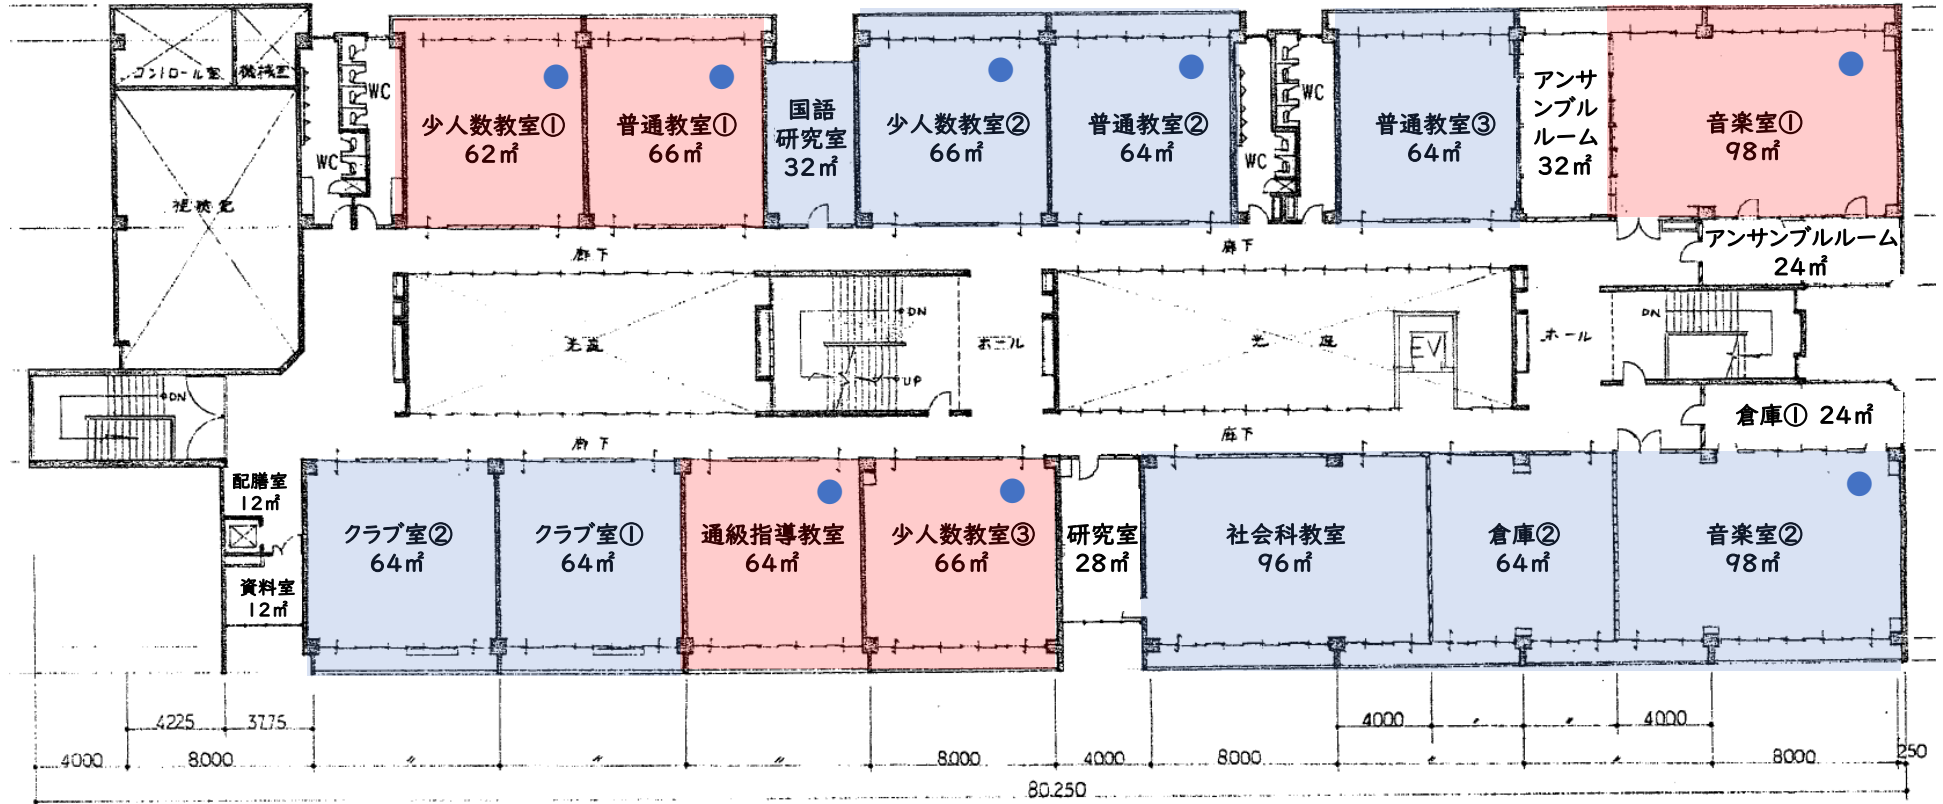 コントロール室
機械室
WC
WC
視聴室
少人数教室①
62㎡
普通教室①
66㎡
国語
研究室
32㎡
少人数教室②
66㎡
普通教室②
64㎡
WC
WC
普通教室③
64㎡
アンサ
ンブル
ルーム
32㎡
音楽室①
98㎡
廊下
廊下
アンサンブルルーム
24㎡
光庭
DN
UP
ホール
光庭
EV
ホール
DN
DN
倉庫① 24㎡
廊下
廊下
配膳室
12㎡
資料室
12㎡
クラブ室②
64㎡
クラブ室①
64㎡
通級指導教室
64㎡
少人数教室③
66㎡
研究室
28㎡
社会科教室
96㎡
倉庫②
64㎡
音楽室②
98㎡
4225
3775
4000
〃
〃
4000
4000
8000
〃
〃
〃
8000
4000
8000
〃
〃
8000
250
80,250